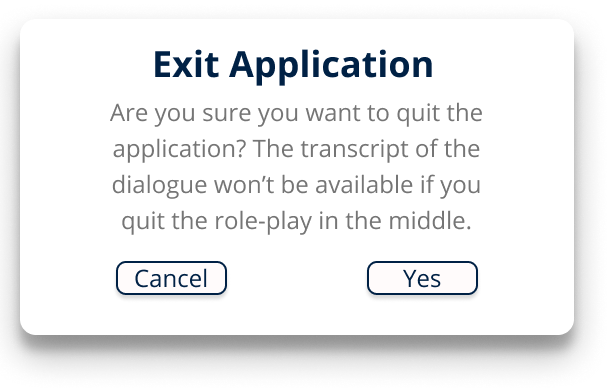 Exit Application
Are you sure you want to quit the
application? The transcript of the
dialogue won’t be available if you
quit the role-play in the middle.
Cancel
Yes